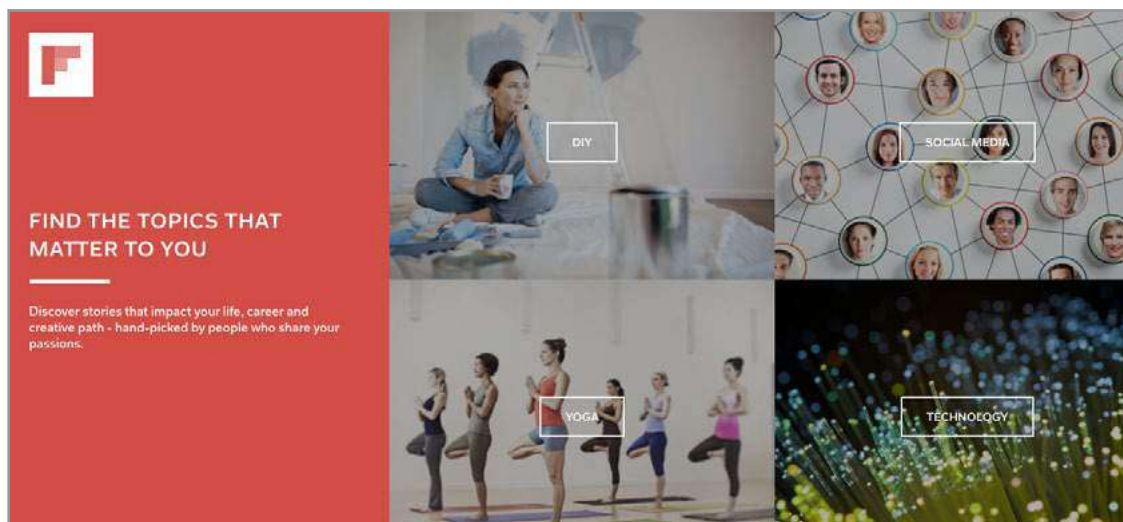 FIND THE TOPICS THAT
MATTER TO YOU
Discover stories that impact your life, career and
creative path - hand-picked by people who share your
passions.
DIY
SOCIAL MEDIA
YOGA
TECHNOLOGY